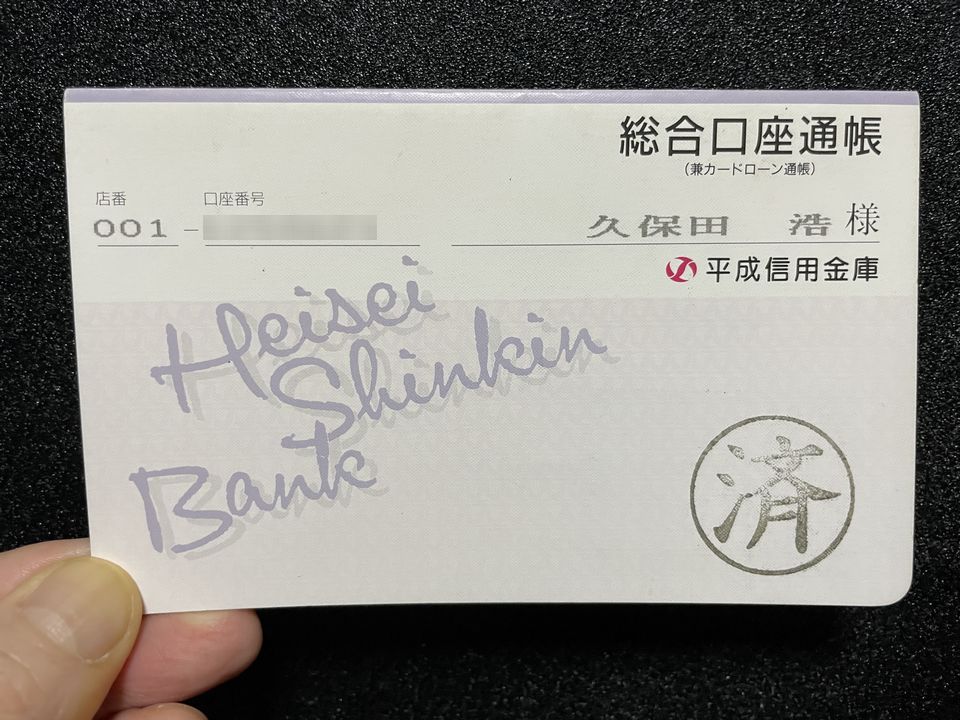 総合口座通帳
(兼カードローン通帳)
店番 口座番号
001 – 久保田 浩 様
平成信用金庫
Heisei
Shinkin
Bank
済